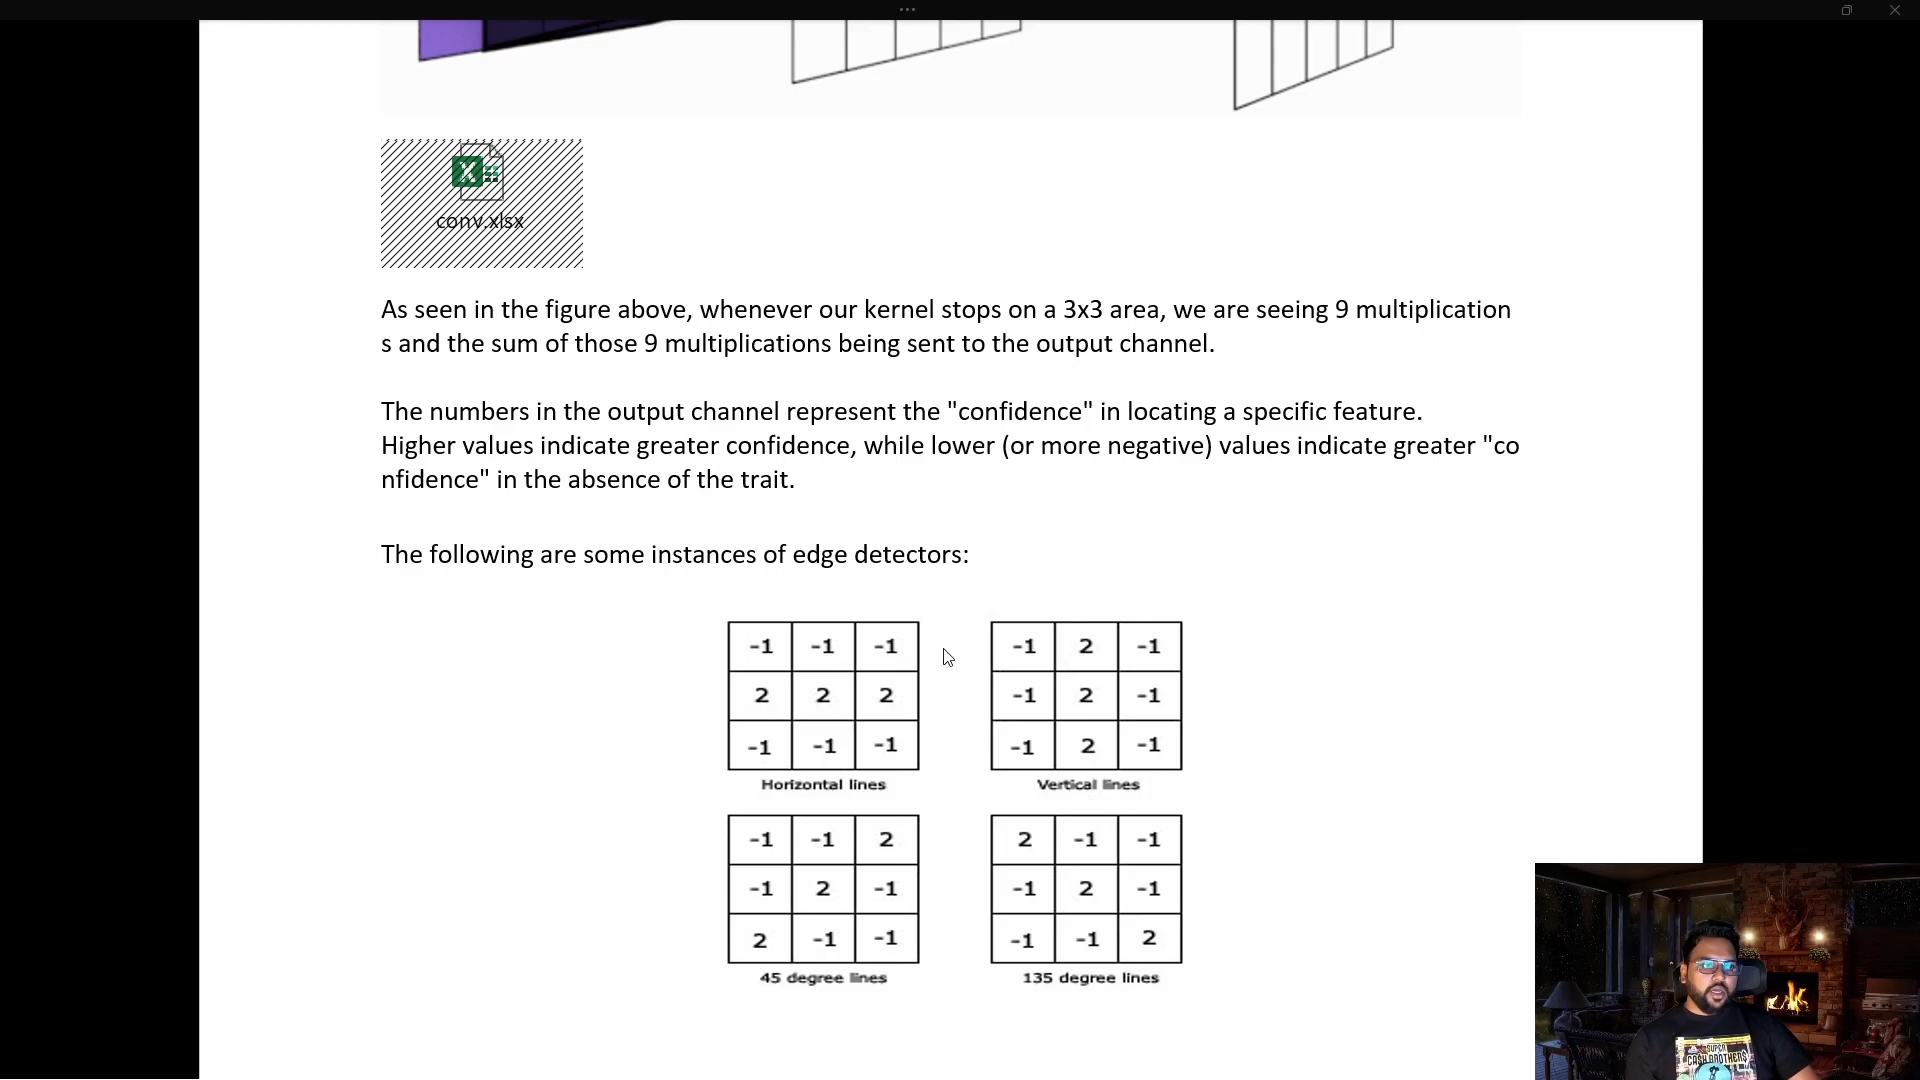 conv.xlsx
As seen in the figure above, whenever our kernel stops on a 3x3 area, we are seeing 9 multiplication
s and the sum of those 9 multiplications being sent to the output channel.
The numbers in the output channel represent the "confidence" in locating a specific feature.
Higher values indicate greater confidence, while lower (or more negative) values indicate greater "co
nfidence" in the absence of the trait.
The following are some instances of edge detectors:
-1 -1 -1
2 2 2
-1 -1 -1
Horizontal lines
-1 2 -1
-1 2 -1
-1 2 -1
Vertical lines
-1 -1 2
-1 2 -1
2 -1 -1
45 degree lines
2 -1 -1
-1 2 -1
-1 -1 2
135 degree lines
SUPER
CASH BROTHERS